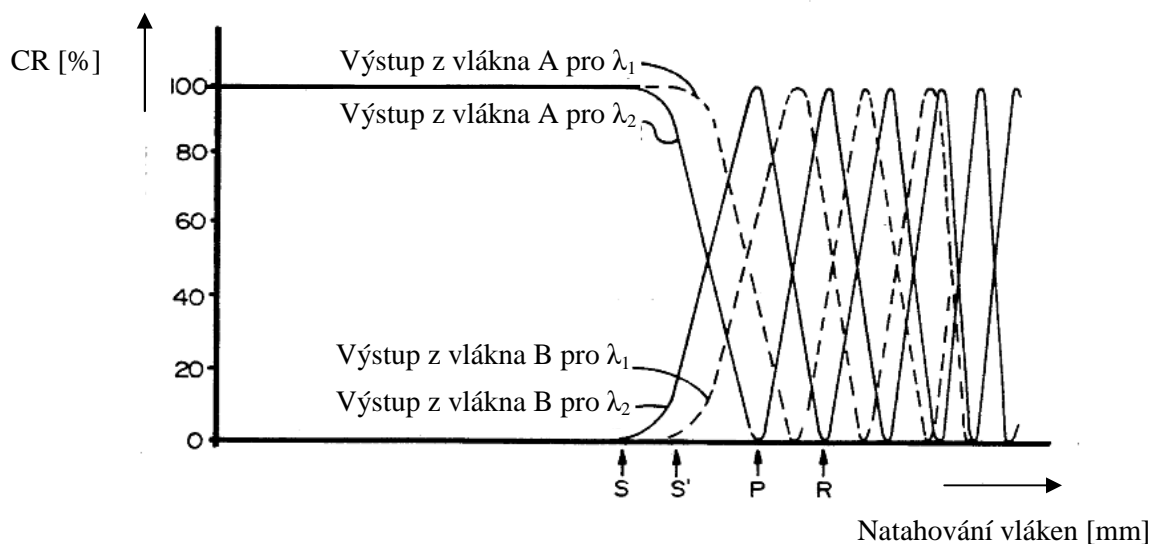 CR [%]
Výstup z vlákna A pro λ₁
Výstup z vlákna A pro λ₂
100
80
60
40
20
0
Výstup z vlákna B pro λ₁
Výstup z vlákna B pro λ₂
S S' P R
Natahování vláken [mm]